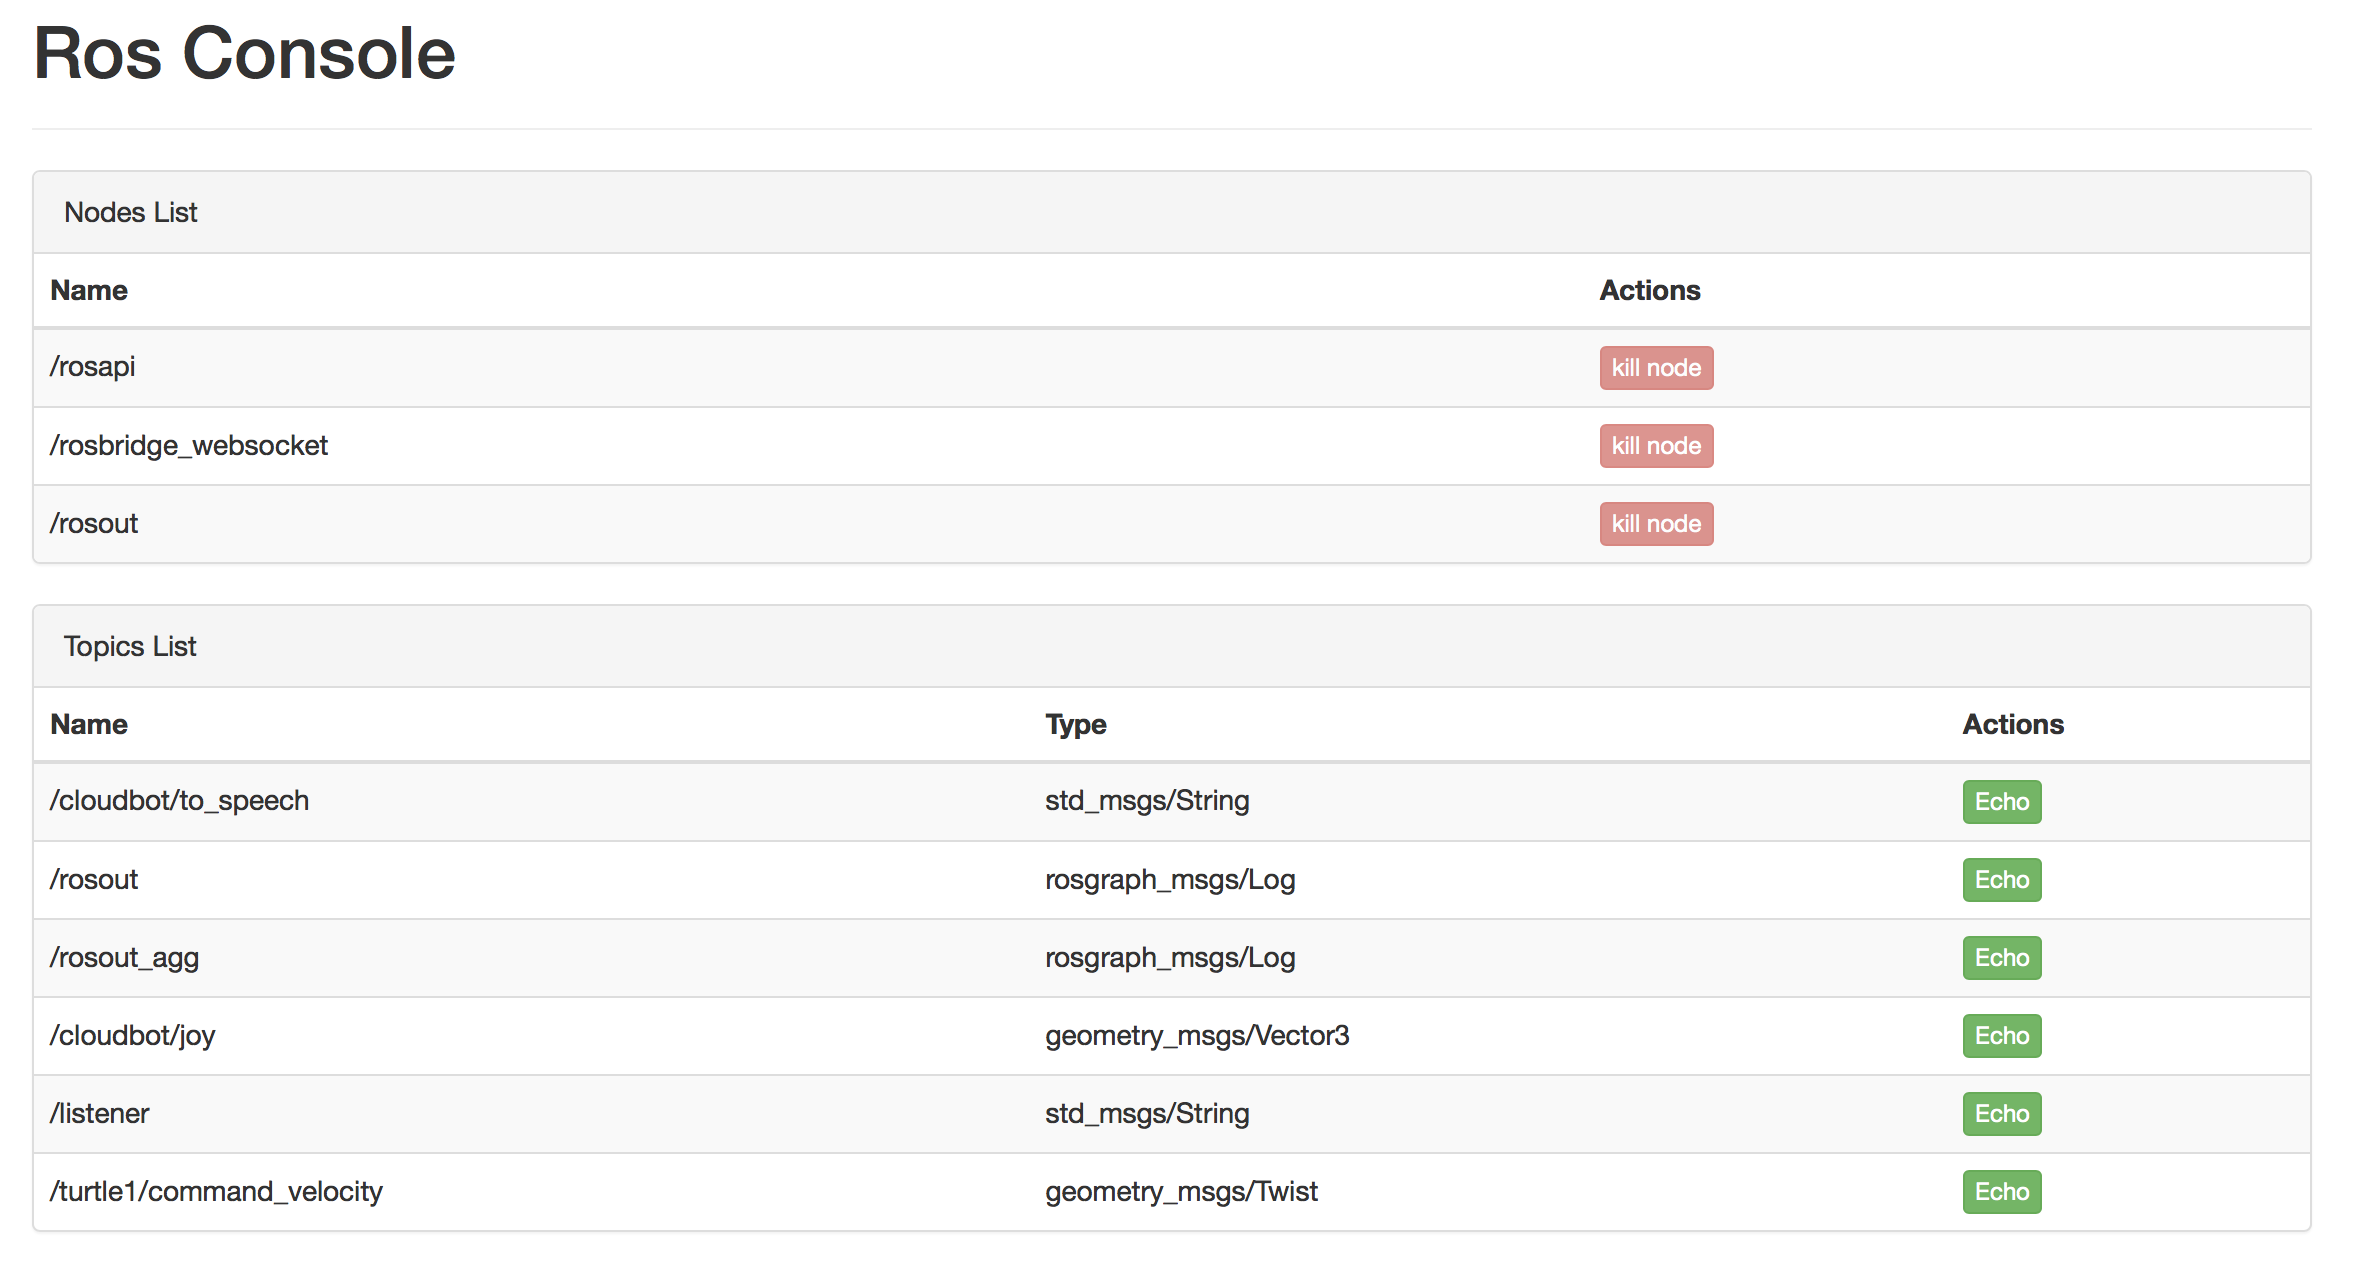 Ros Console
Nodes List
Name Actions
/rosapi kill node
/rosbridge_websocket kill node
/rosout kill node
Topics List
Name Type Actions
/cloudbot/to_speech std_msgs/String Echo
/rosout rosgraph_msgs/Log Echo
/rosout_agg rosgraph_msgs/Log Echo
/cloudbot/joy geometry_msgs/Vector3 Echo
/listener std_msgs/String Echo
/turtle1/command_velocity geometry_msgs/Twist Echo